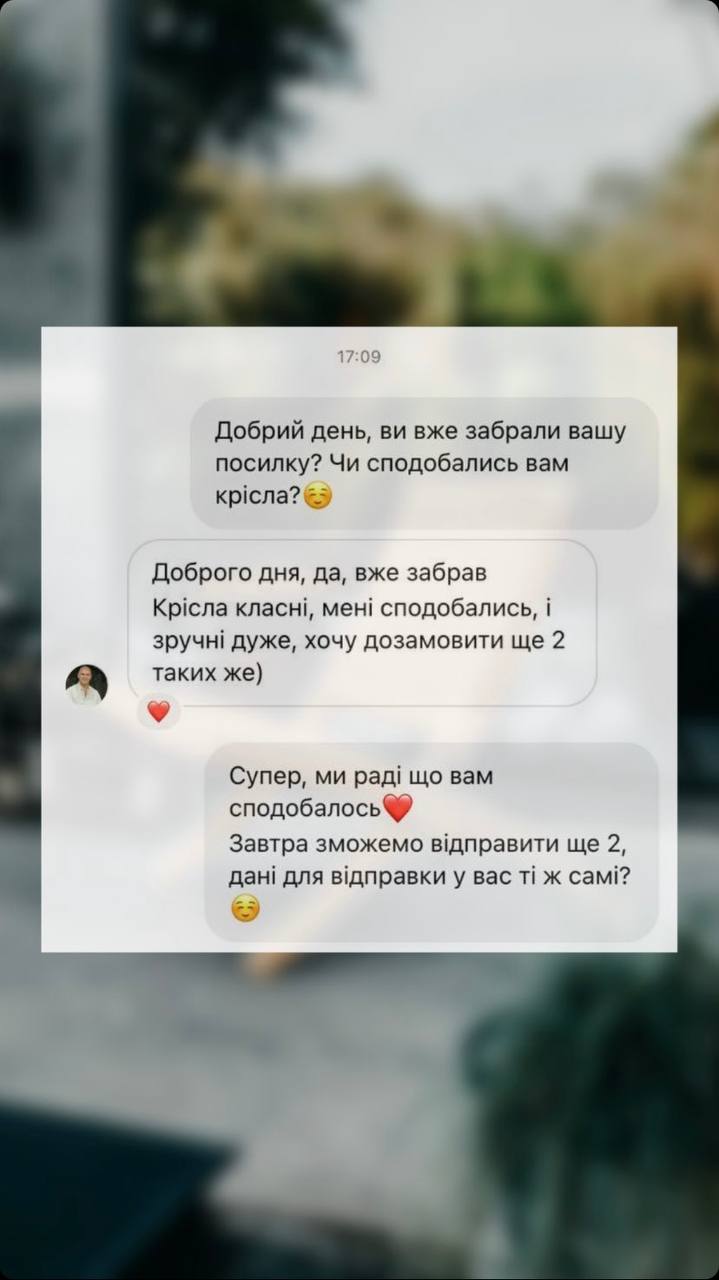 17:09
Добрий день, ви вже забрали вашу
посилку? Чи сподобались вам
крісла?☺️
Доброго дня, да, вже забрав
Крісла класні, мені сподобались, і
зручні дуже, хочу дозамовити ще 2
таких же)
❤️
Супер, ми раді що вам
сподобалось❤️
Завтра зможемо відправити ще 2,
дані для відправки у вас ті ж самі?
☺️